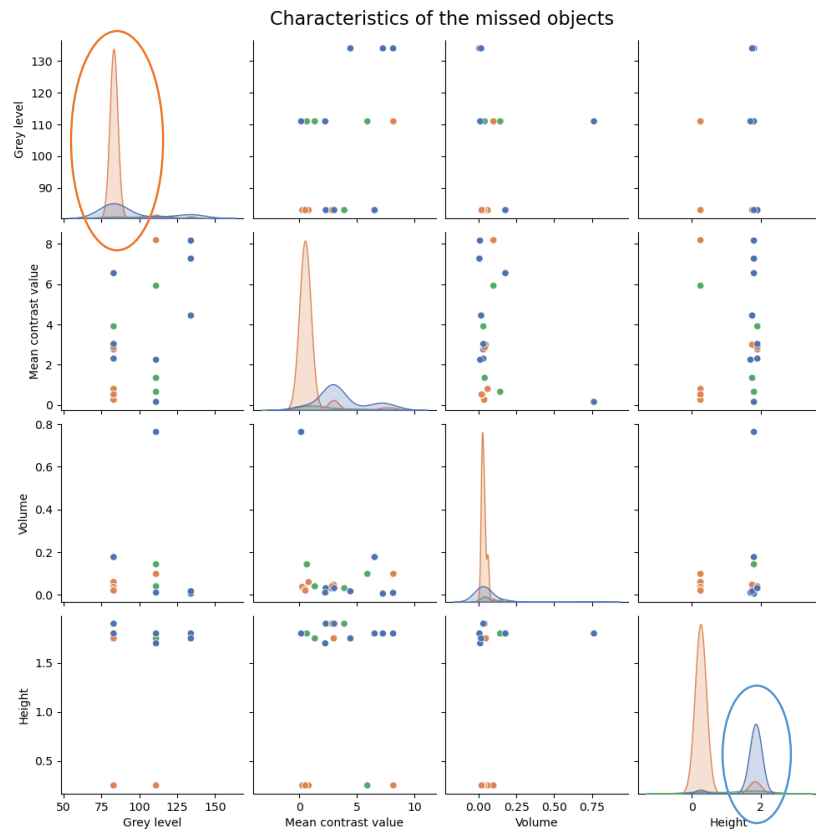 Characteristics of the missed objects
130
120
110
100
90
Grey level
8
6
4
2
0
Mean contrast value
0.8
0.6
0.4
0.2
0.0
Volume
1.5
1.0
0.5
Height
50 75 100 125 150
Grey level
0 5 10
Mean contrast value
0.00 0.25 0.50 0.75
Volume
0 2
Height